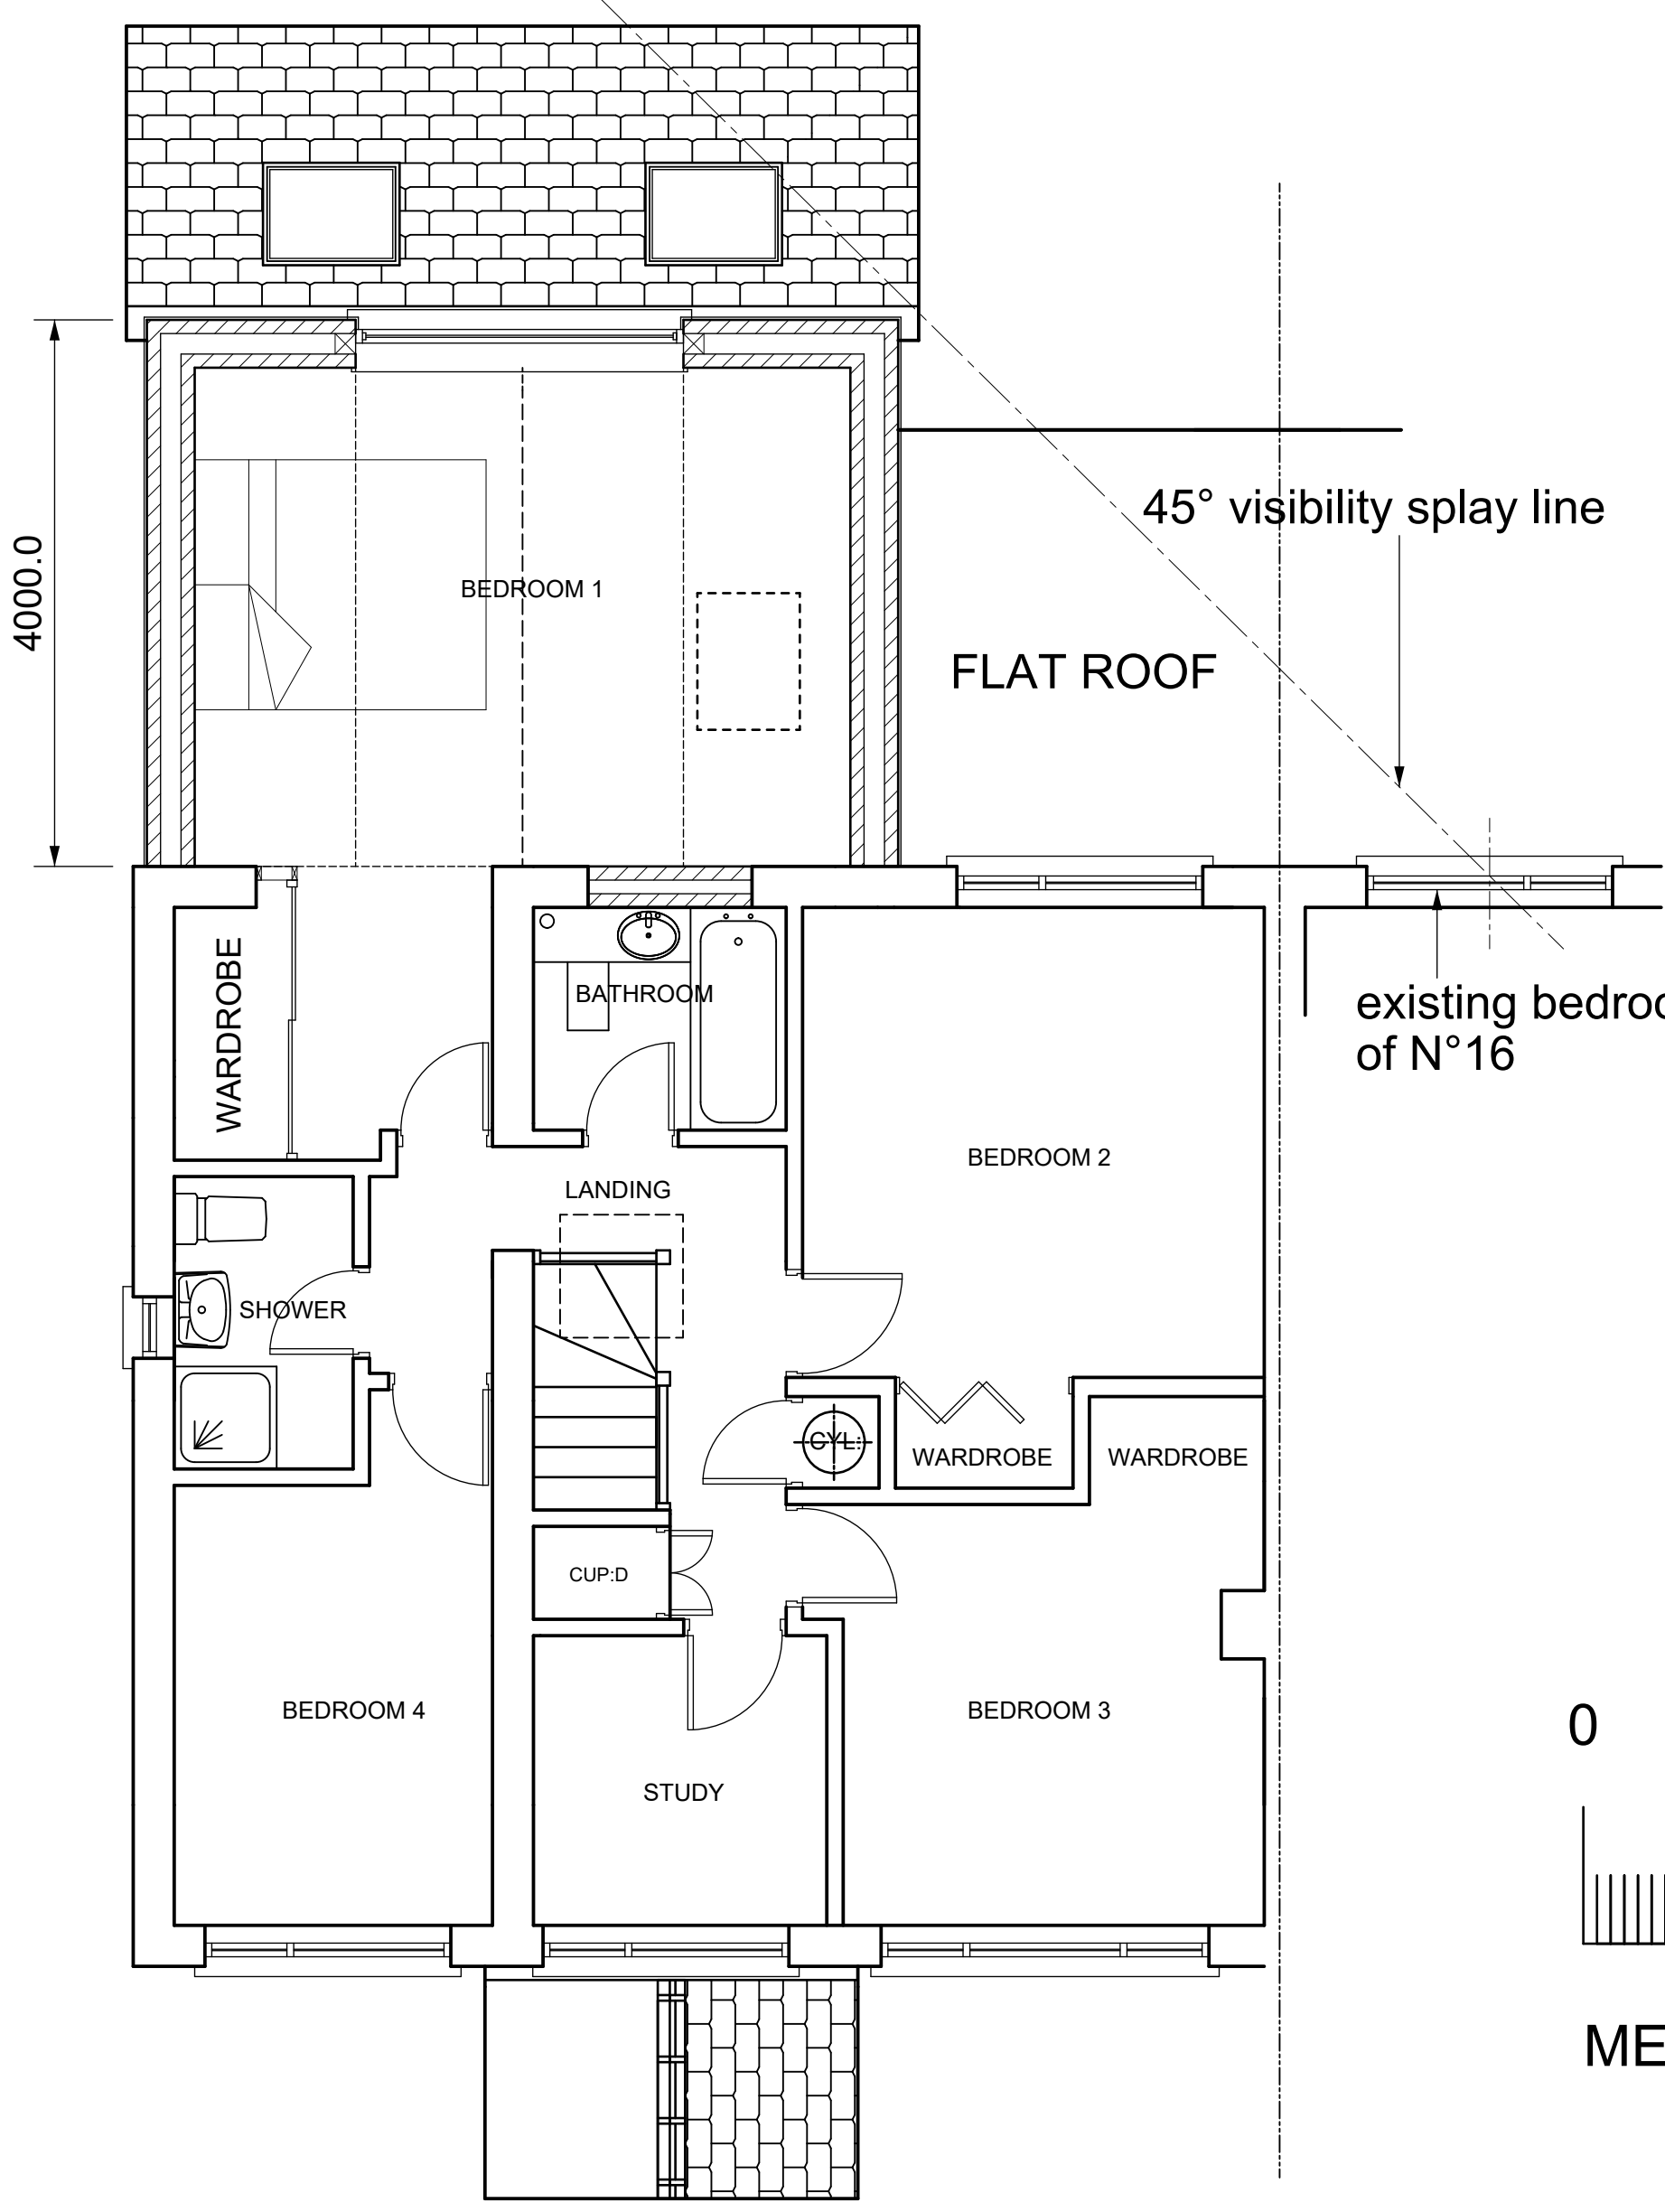 45° visibility splay line
4000.0
BEDROOM 1
FLAT ROOF
WARDROBE
BATHROOM
existing bedroo
of N°16
BEDROOM 2
LANDING
SHOWER
CYL:
WARDROBE
WARDROBE
CUP:D
BEDROOM 4
BEDROOM 3
STUDY
0
ME